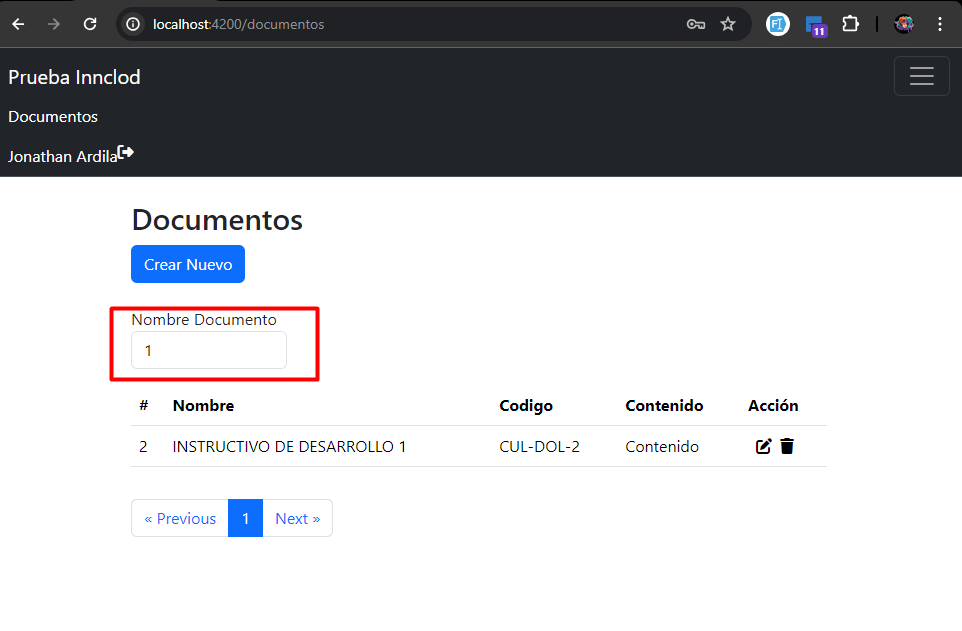 localhost:4200/documentos
11
Prueba Innclod
Documentos
Jonathan Ardila
Documentos
Crear Nuevo
Nombre Documento
1
# Nombre Codigo Contenido Acción
2 INSTRUCTIVO DE DESARROLLO 1 CUL-DOL-2 Contenido
« Previous 1 Next »